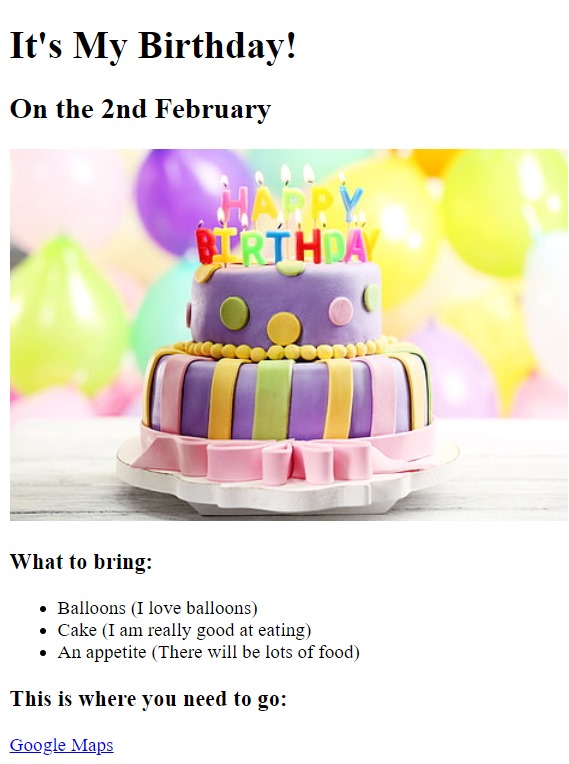 It's My Birthday!
On the 2nd February
HAPPY
BIRTHDAY
What to bring:
Balloons (I love balloons)
Cake (I am really good at eating)
An appetite (There will be lots of food)
This is where you need to go:
Google Maps